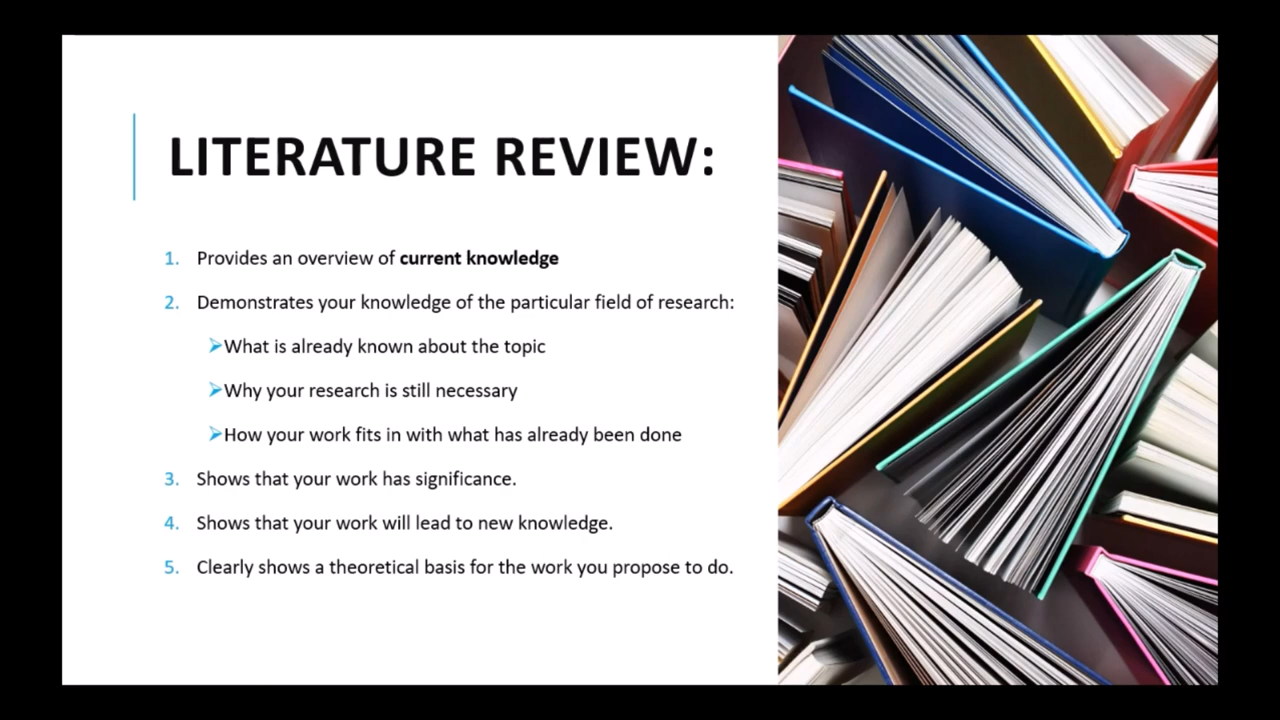 LITERATURE REVIEW:
1. Provides an overview of current knowledge
2. Demonstrates your knowledge of the particular field of research:
➢What is already known about the topic
➢Why your research is still necessary
➢How your work fits in with what has already been done
3. Shows that your work has significance.
4. Shows that your work will lead to new knowledge.
5. Clearly shows a theoretical basis for the work you propose to do.